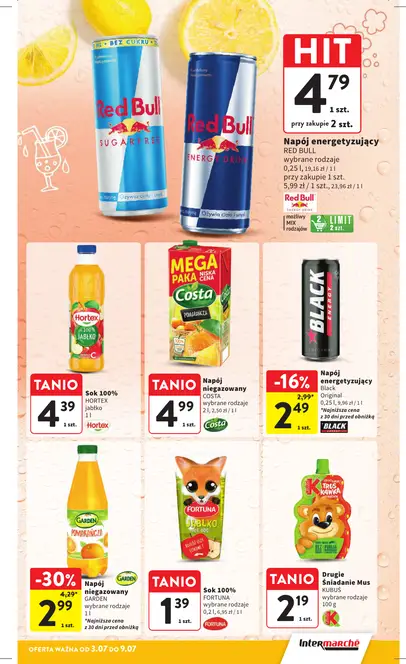 HIT
4 79
1 szt.
przy zakupie 2 szt.
Napój energetyzujący
RED BULL
wybrane rodzaje
0,25 l, 19,16 zł / 1 l
przy zakupie 1 szt.
5,99 zł / 1 szt., 23,96 zł / 1 l
Red Bull
możliwy
MIX
rodzajów
LIMIT
2 szt.
BEZ CUKRU
Red Bull
SUGARFREE
Red Bull
ENERGY DRINK
Hortex
JABŁKO
TANIO
4 39
1 szt.
Sok 100%
HORTEX
jabłko
1 l
Hortex
MEGA
PAKA
NISKA
CENA
Costa
POMARAŃCZA
TANIO
4 99
1 szt.
Napój
niegazowany
COSTA
wybrane rodzaje
2 l, 2,50 zł / 1 l
Costa
BLACK
ENERGY
-16%
2,99*
2 49
1 szt.
Napój
energetyzujący
Black
Original
0,25 l, 9,96 zł / 1 l
*Najniższa cena
z 30 dni przed obniżką
BLACK
GARDEN
POMARAŃCZA
-30%
4,29*
2 99
1 szt.
GARDEN
Napój
niegazowany
GARDEN
wybrane rodzaje
1 l
*Najniższa cena
z 30 dni przed obniżką
FORTUNA
JABŁKO
TANIO
1 39
1 szt.
Sok 100%
FORTUNA
wybrane rodzaje
0,2 l, 6,95 zł / 1 l
FORTUNA
K
TRUSKAWKA
TANIO
2 19
1 szt.
Drugie
Śniadanie Mus
KUBUŚ
wybrane rodzaje
100 g
K
OFERTA WAŻNA OD 3.07 DO 9.07
Intermarché